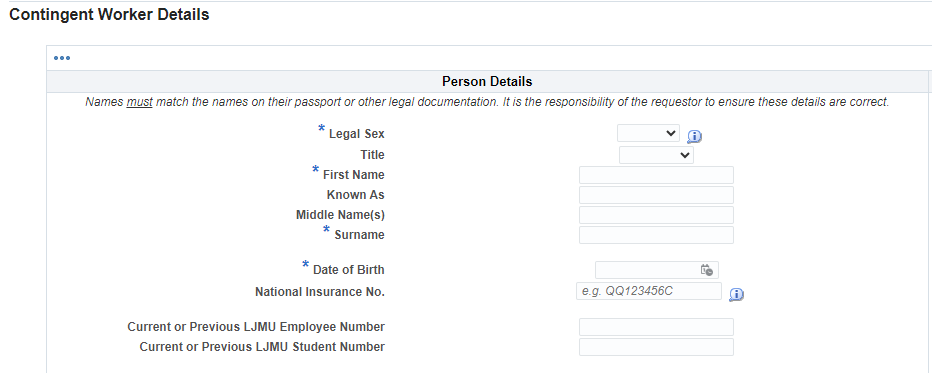 Contingent Worker Details
Person Details
Names must match the names on their passport or other legal documentation. It is the responsibility of the requestor to ensure these details are correct.
* Legal Sex
Title
* First Name
Known As
Middle Name(s)
* Surname
* Date of Birth
National Insurance No. e.g. QQ123456C
Current or Previous LJMU Employee Number
Current or Previous LJMU Student Number